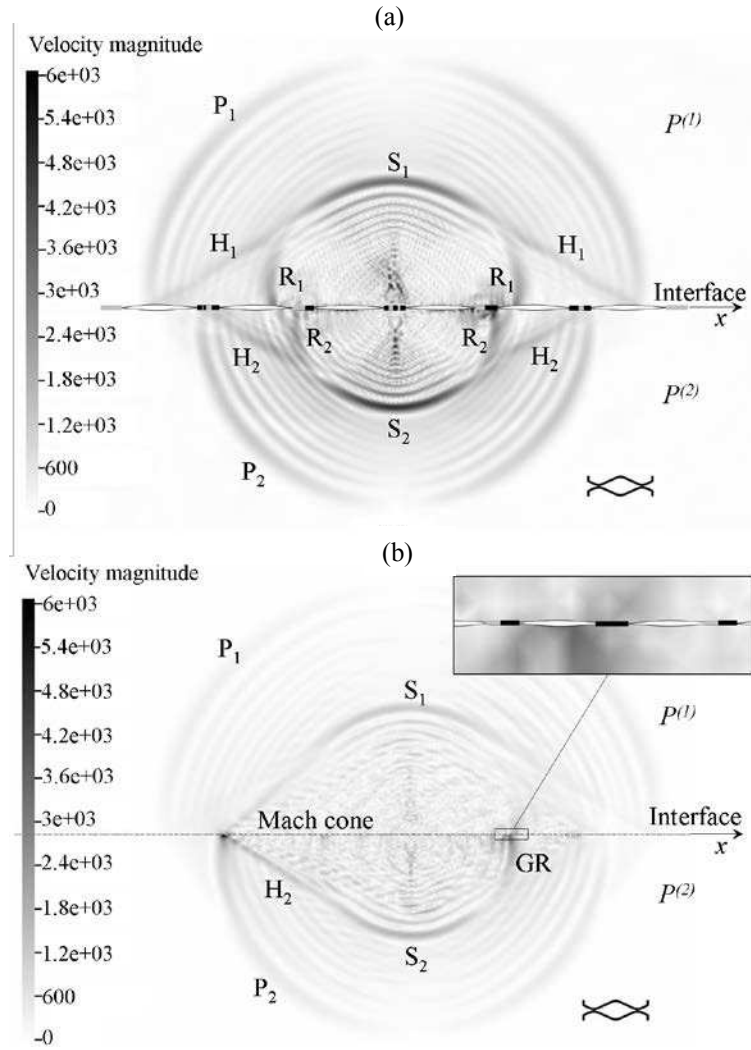 (a)
Velocity magnitude
6e+03
5.4e+03
4.8e+03
4.2e+03
3.6e+03
3e+03
2.4e+03
1.8e+03
1.2e+03
600
0
P₁
P⁽¹⁾
S₁
H₁ H₁
R₁ R₁
Interface
x
R₂ R₂
H₂ H₂
P⁽²⁾
S₂
P₂
(b)
Velocity magnitude
6e+03
5.4e+03
4.8e+03
4.2e+03
3.6e+03
3e+03
2.4e+03
1.8e+03
1.2e+03
600
0
P₁
S₁
P⁽¹⁾
Mach cone
Interface
x
GR
H₂
P⁽²⁾
S₂
P₂